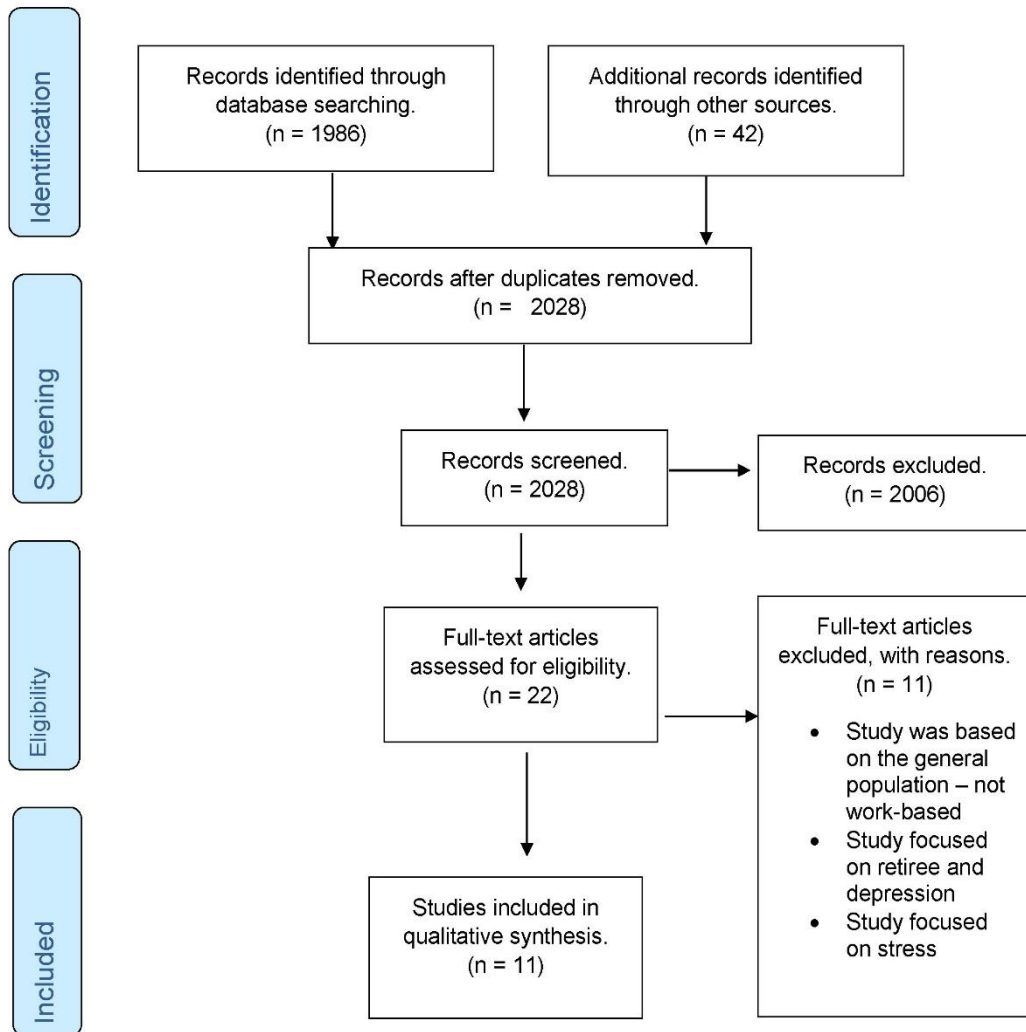 Identification
Records identified through
database searching.
(n = 1986)
Additional records identified
through other sources.
(n = 42)
Records after duplicates removed.
(n =   2028)
Screening
Records screened.
(n = 2028)
Records excluded.
(n = 2006)
Eligibility
Full-text articles
assessed for eligibility.
(n = 22)
Full-text articles
excluded, with reasons.
(n = 11)
• Study was based
on the general
population – not
work-based
• Study focused
on retiree and
depression
• Study focused
on stress
Included
Studies included in
qualitative synthesis.
(n = 11)